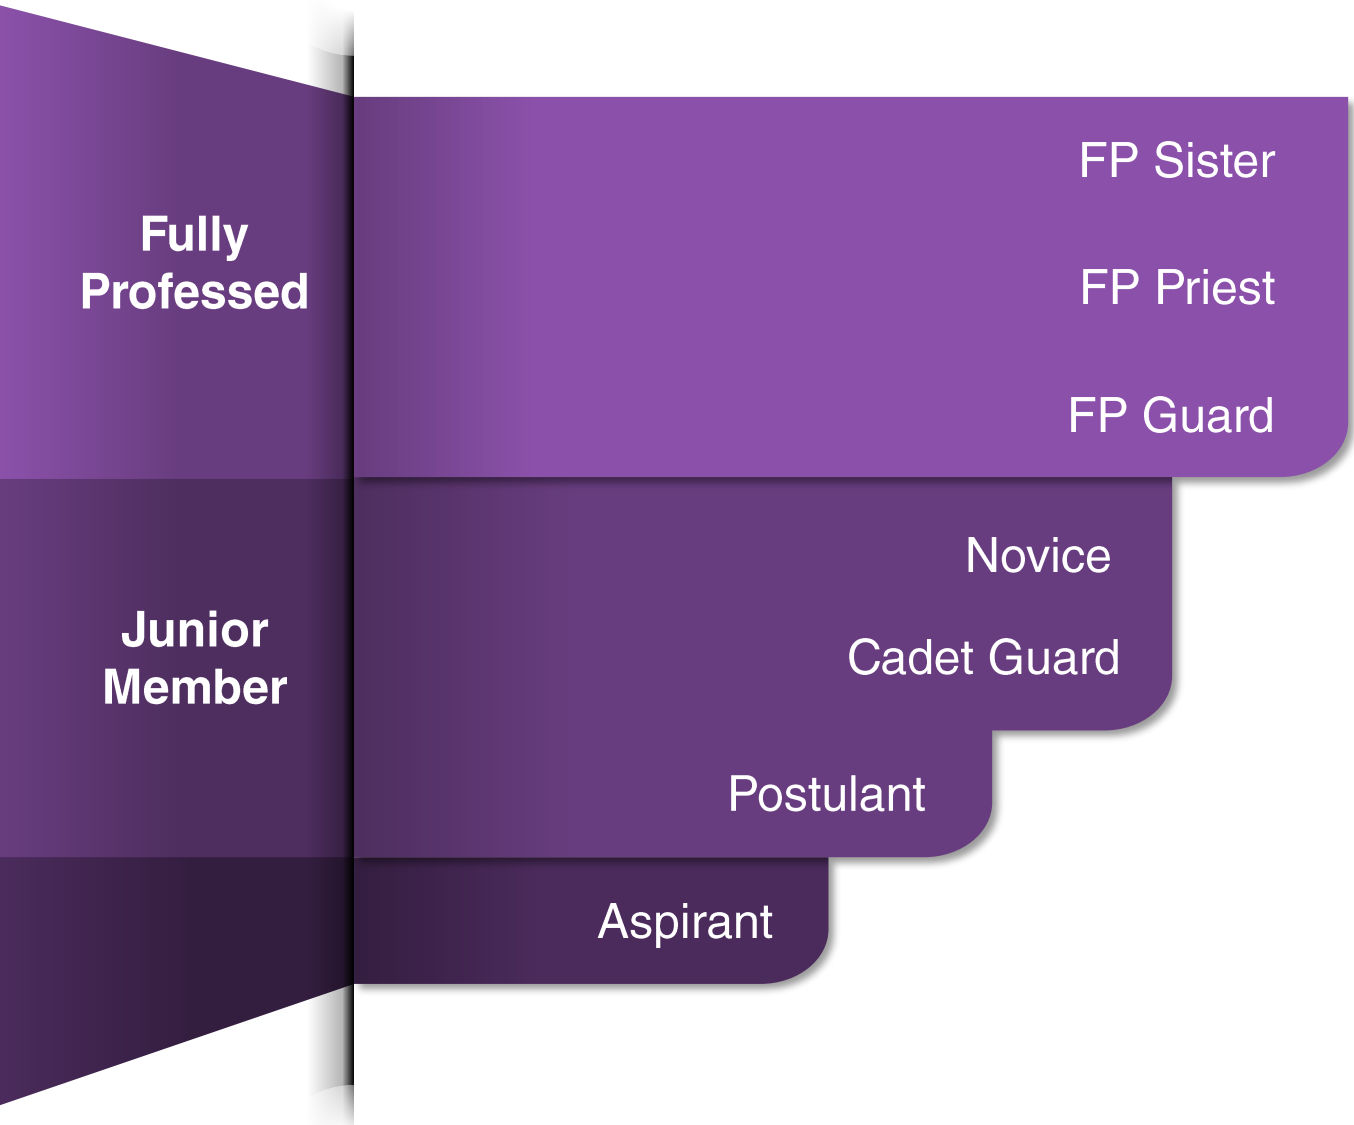 Fully
Professed
FP Sister
FP Priest
FP Guard
Junior
Member
Novice
Cadet Guard
Postulant
Aspirant